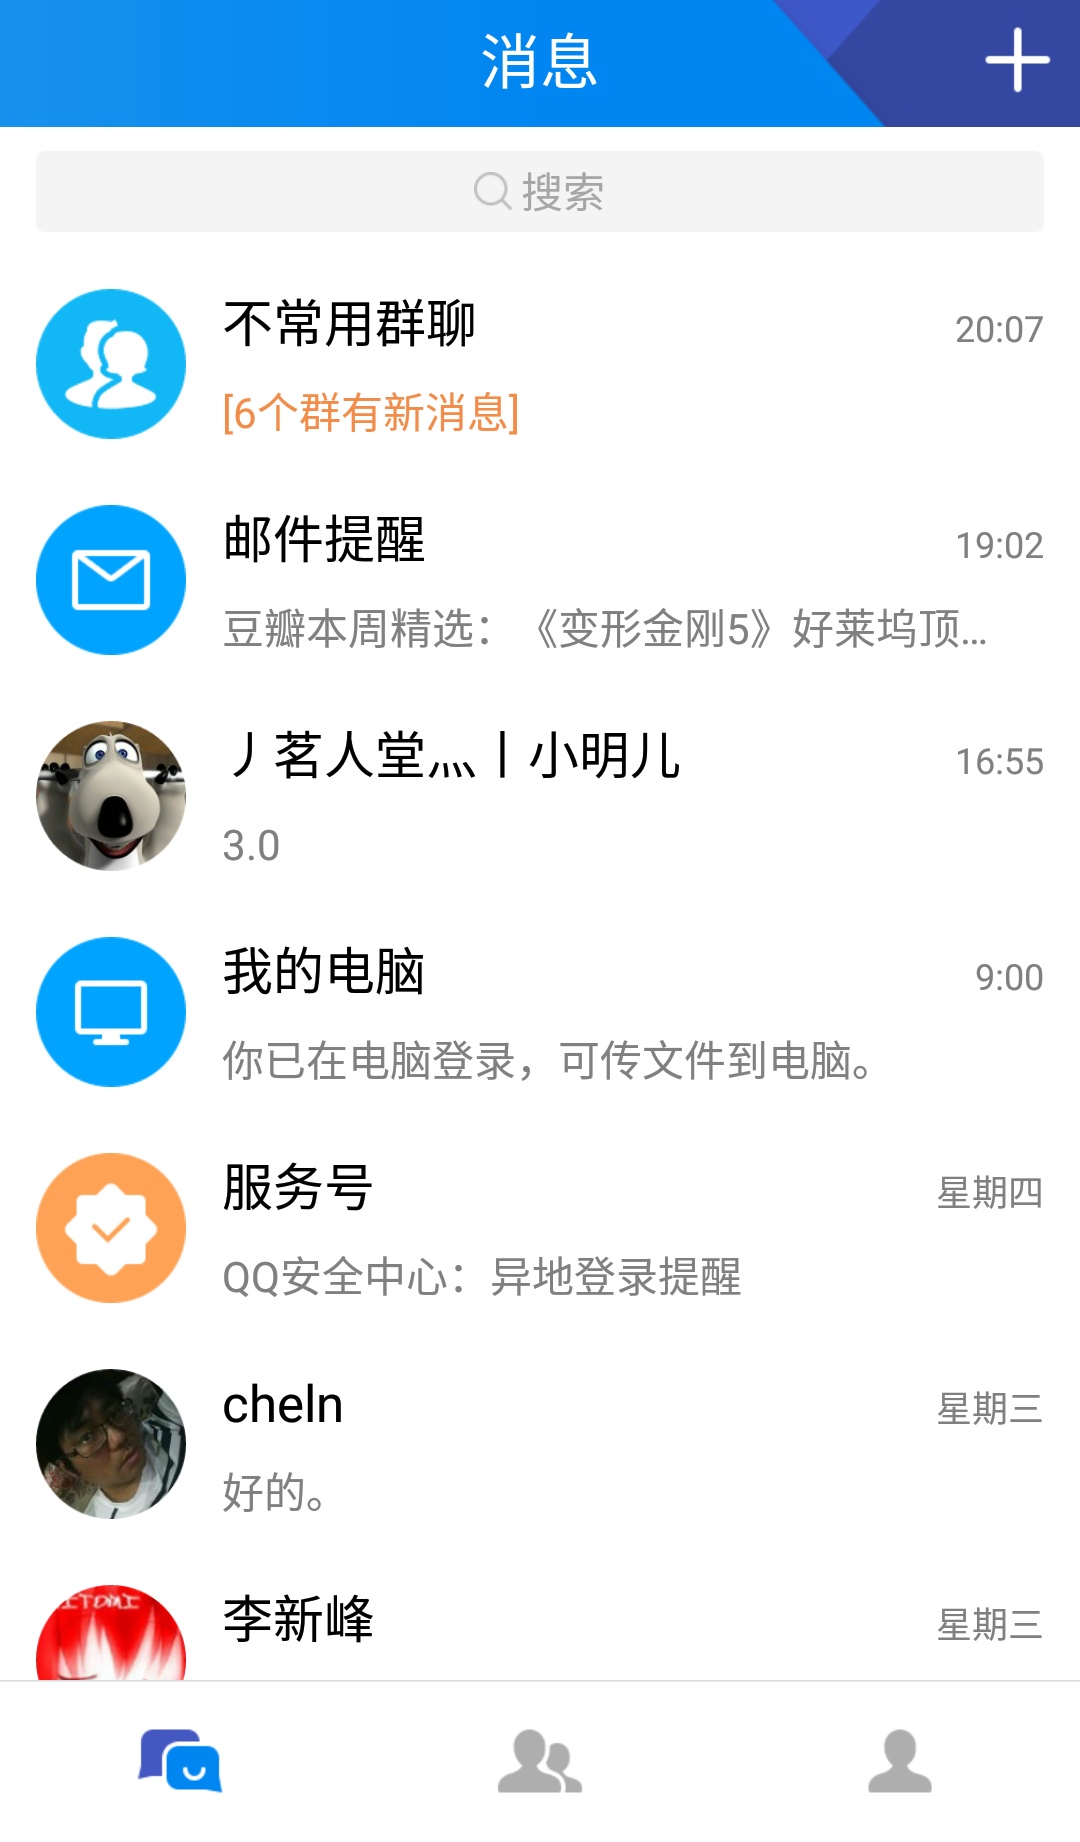 消息
搜索
不常用群聊
20:07
[6个群有新消息]
邮件提醒
19:02
豆瓣本周精选：《变形金刚5》好莱坞顶...
丿茗人堂灬丨小明儿
16:55
3.0
我的电脑
9:00
你已在电脑登录，可传文件到电脑。
服务号
星期四
QQ安全中心：异地登录提醒
cheln
星期三
好的。
ITOMI
李新峰
星期三